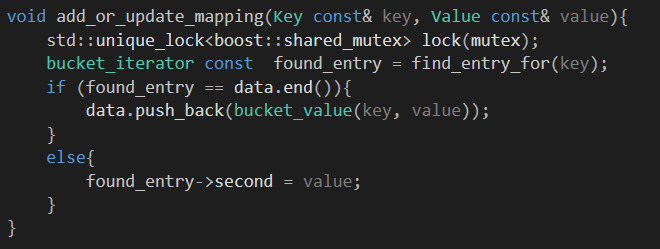 void add_or_update_mapping(Key const& key, Value const& value){
    std::unique_lock<boost::shared_mutex> lock(mutex);
    bucket_iterator const  found_entry = find_entry_for(key);
    if (found_entry == data.end()){
        data.push_back(bucket_value(key, value));
    }
    else{
        found_entry->second = value;
    }
}